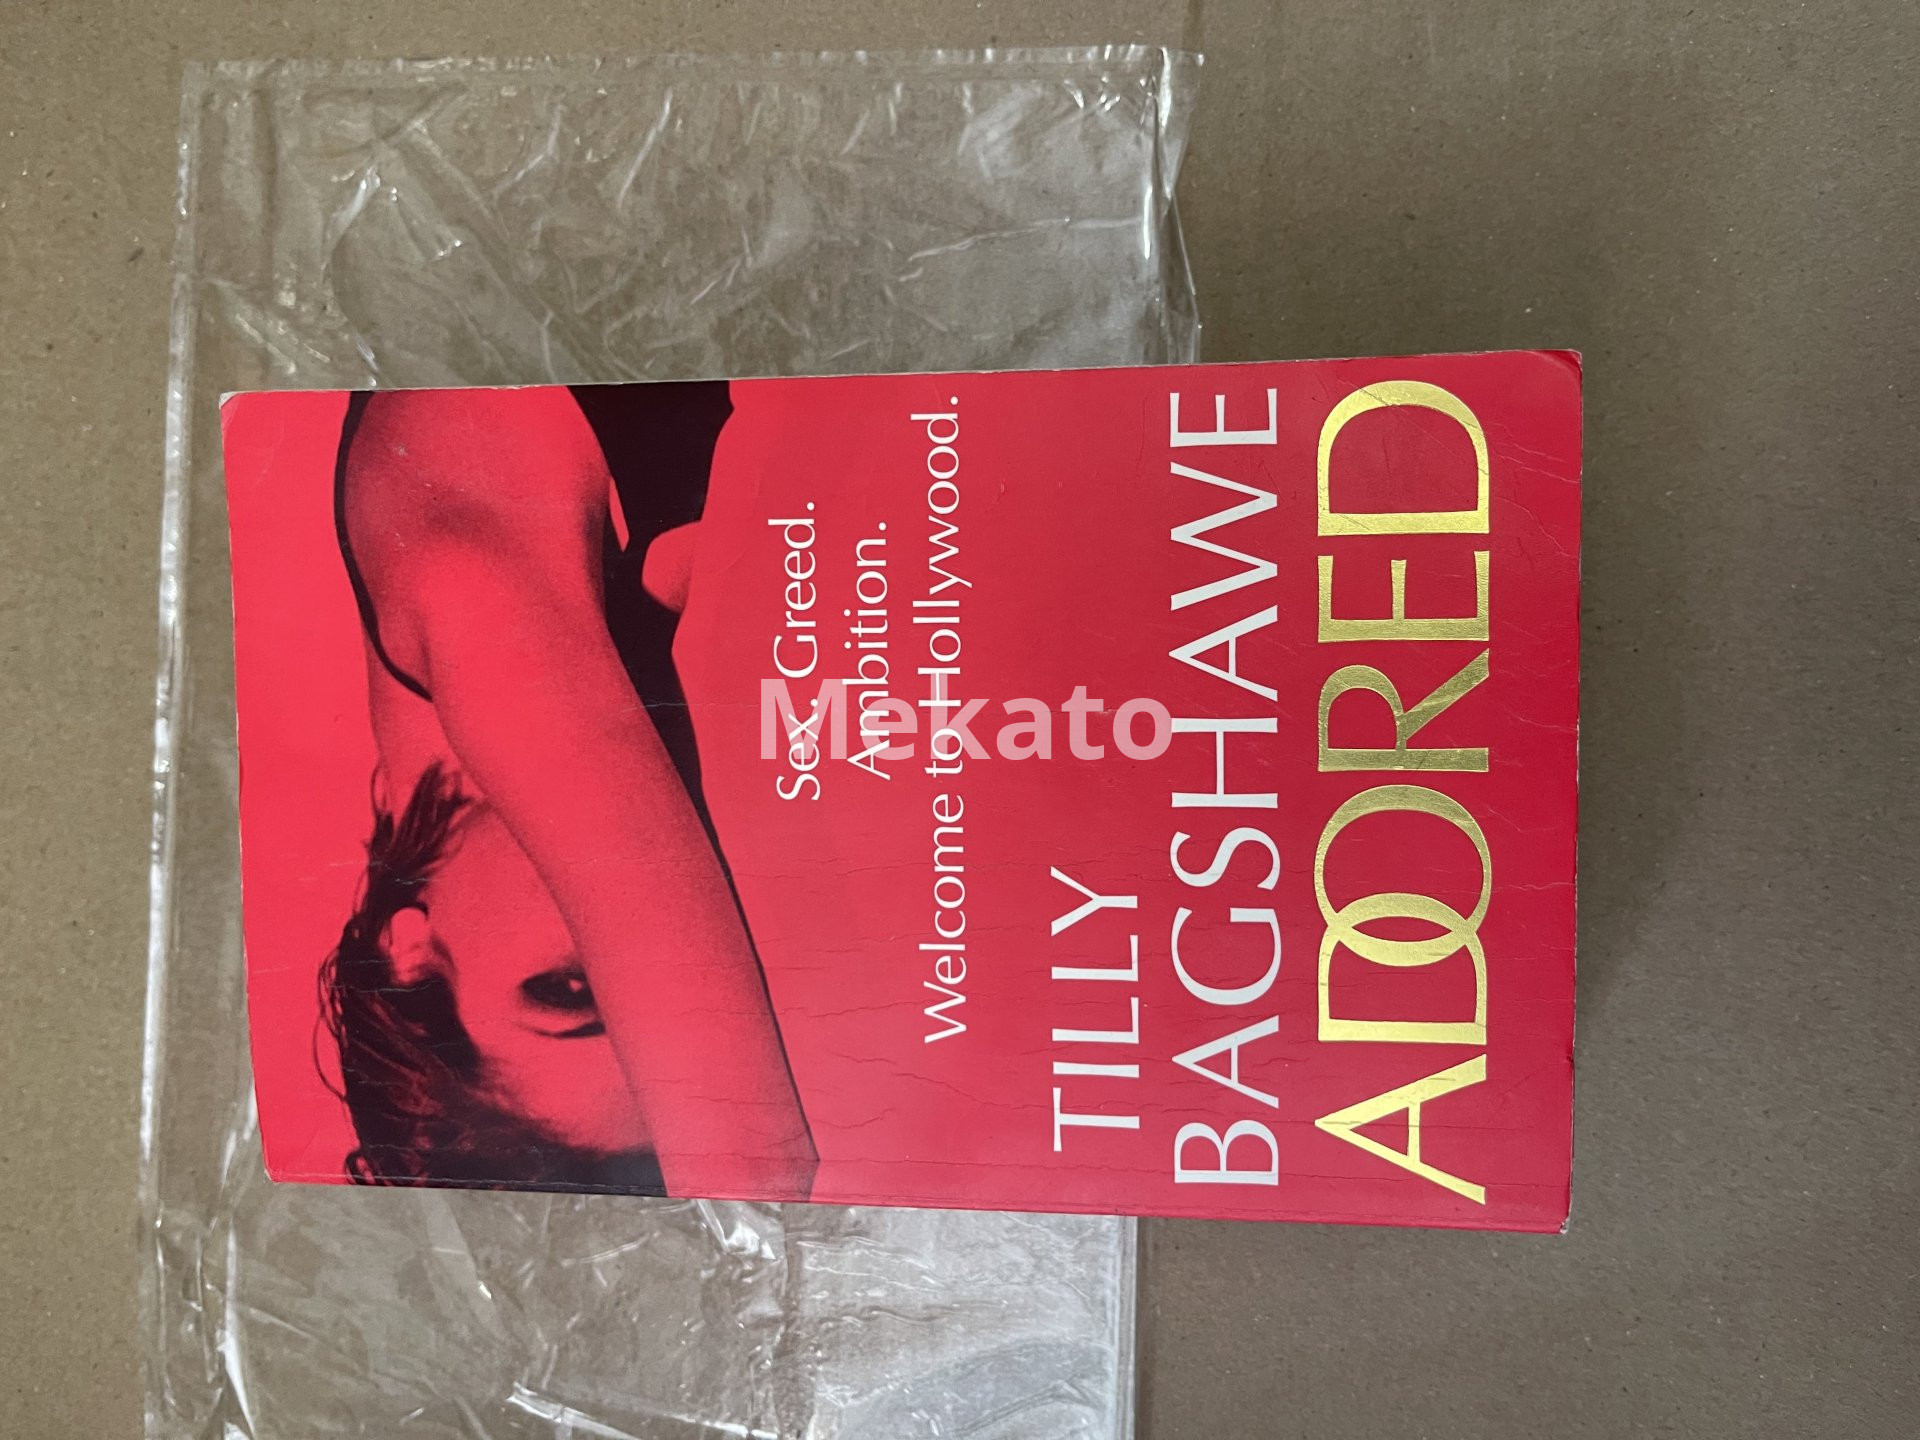 Sex. Greed.
Ambition.
Welcome to Hollywood.
TILLY
BAGSHAWE
ADORED
Mekato